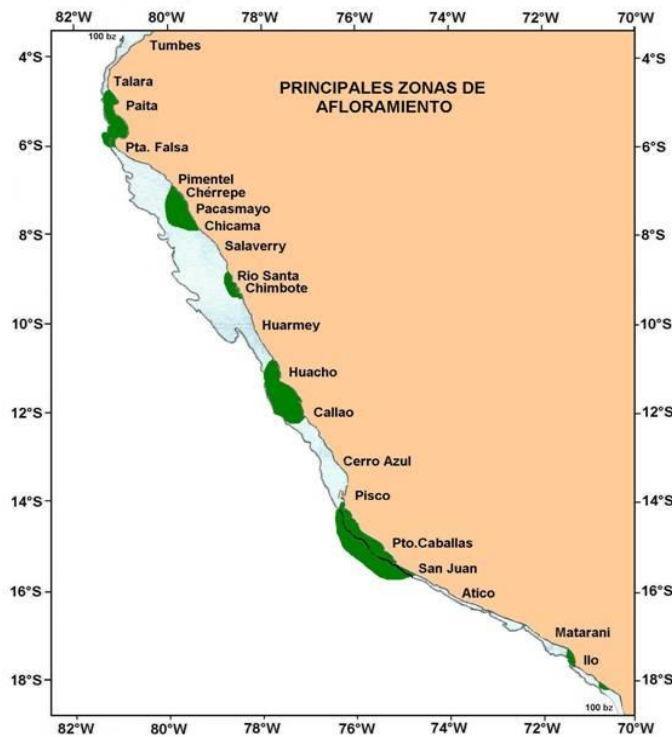 82°W 80°W 78°W 76°W 74°W 72°W 70°W
100 bz
Tumbes
4°S 4°S
Talara
PRINCIPALES ZONAS DE
AFLORAMIENTO
Paita
6°S 6°S
Pta. Falsa
Pimentel
Chérrepe
Pacasmayo
8°S 8°S
Chicama
Salaverry
Rio Santa
Chimbote
10°S 10°S
Huarmey
Huacho
12°S 12°S
Callao
Cerro Azul
Pisco
14°S 14°S
Pto.Caballas
San Juan
16°S 16°S
Atico
Matarani
Ilo
18°S 18°S
100 bz
82°W 80°W 78°W 76°W 74°W 72°W 70°W